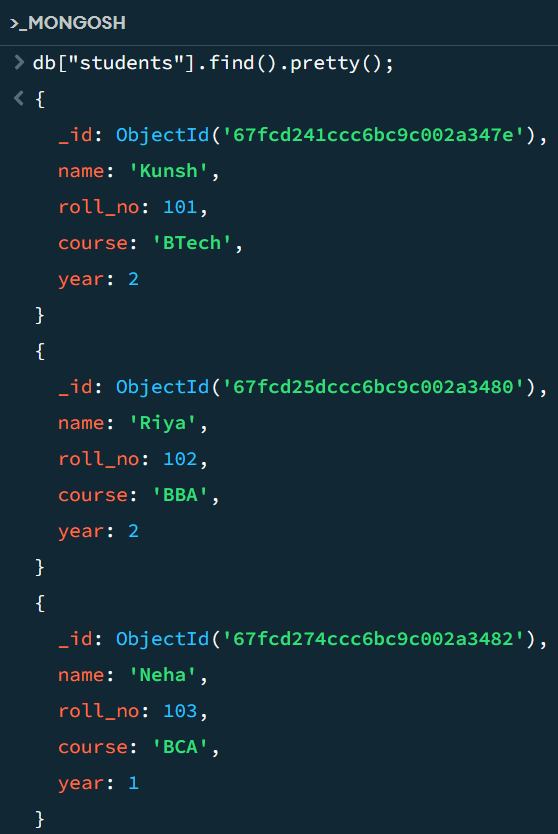 >_MONGOSH
> db["students"].find().pretty();
< {
_id: ObjectId('67fcd241ccc6bc9c002a347e'),
name: 'Kunsh',
roll_no: 101,
course: 'BTech',
year: 2
}
{
_id: ObjectId('67fcd25dccc6bc9c002a3480'),
name: 'Riya',
roll_no: 102,
course: 'BBA',
year: 2
}
{
_id: ObjectId('67fcd274ccc6bc9c002a3482'),
name: 'Neha',
roll_no: 103,
course: 'BCA',
year: 1
}